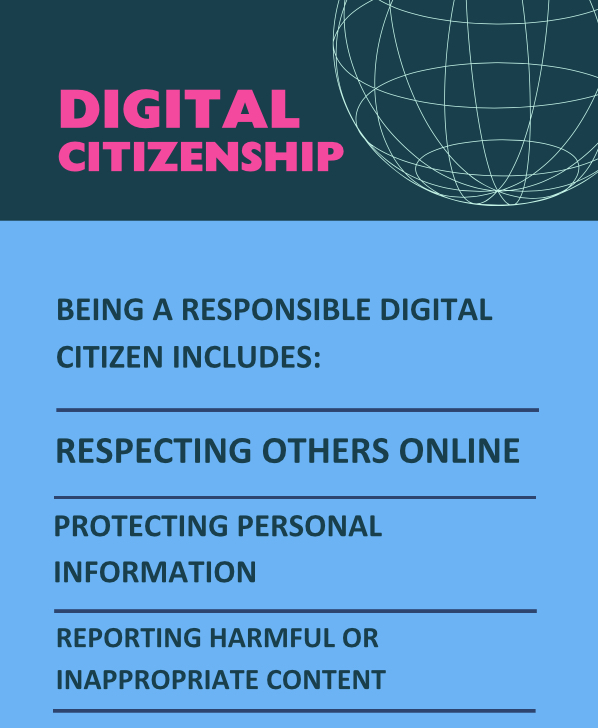 DIGITAL
CITIZENSHIP
BEING A RESPONSIBLE DIGITAL
CITIZEN INCLUDES:
RESPECTING OTHERS ONLINE
PROTECTING PERSONAL
INFORMATION
REPORTING HARMFUL OR
INAPPROPRIATE CONTENT